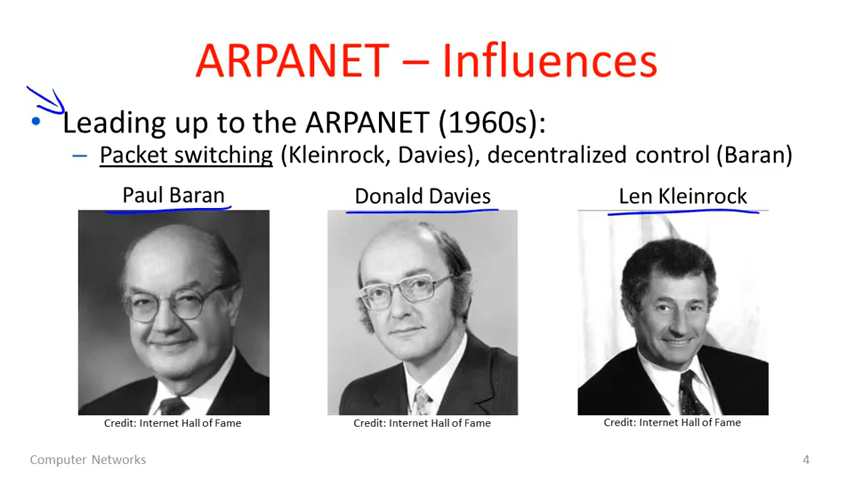 ARPANET – Influences
• Leading up to the ARPANET (1960s):
– Packet switching (Kleinrock, Davies), decentralized control (Baran)
Paul Baran Donald Davies Len Kleinrock
Credit: Internet Hall of Fame Credit: Internet Hall of Fame Credit: Internet Hall of Fame
Computer Networks 4